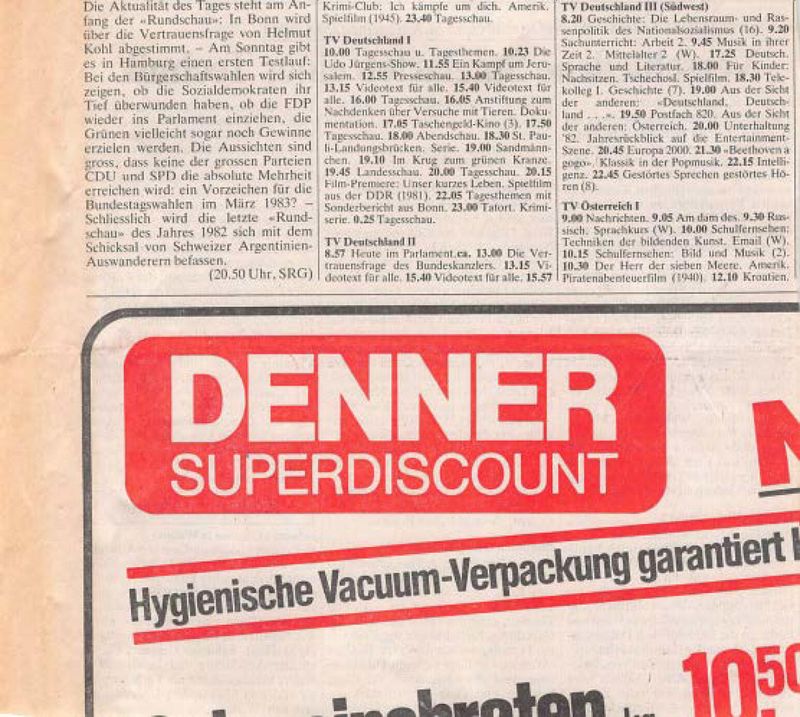 Die Aktualität des Tages steht am An-
fang der «Rundschau»: In Bonn wird
über die Vertrauensfrage von Helmut
Kohl abgestimmt. – Am Sonntag gibt
es in Hamburg einen ersten Testlauf:
Bei den Bürgerschaftswahlen wird sich
zeigen, ob die Sozialdemokraten ihr
Tief überwunden haben, ob die FDP
wieder ins Parlament einziehen, die
Grünen vielleicht sogar noch Gewinne
erzielen werden. Die Aussichten sind
gross, dass keine der grossen Parteien
CDU und SPD die absolute Mehrheit
erreichen wird: ein Vorzeichen für die
Bundestagswahlen im März 1983? –
Schliesslich wird die letzte «Rund-
schau» des Jahres 1982 sich mit dem
Schicksal von Schweizer Argentinien-
Auswanderern befassen.
(20.50 Uhr, SRG)
Krimi-Club: Ich kämpfe um dich. Amerik.
Spielfilm (1945). 23.40 Tagesschau.
TV Deutschland I
10.00 Tagesschau u. Tagesthemen. 10.23 Die
Udo Jürgens-Show. 11.55 Ein Kampf um Jeru-
salem. 12.55 Presseschau. 13.00 Tagesschau.
13.15 Videotext für alle. 15.40 Videotext für
alle. 16.00 Tagesschau. 16.05 Anstiftung zum
Nachdenken über Versuche mit Tieren. Doku-
mentation. 17.05 Taschengeld-Kino (3). 17.50
Tagesschau. 18.00 Abendschau. 18.30 St. Pau-
li-Landungsbrücken. Serie. 19.00 Sandmänn-
chen. 19.10 Im Krug zum grünen Kranze.
19.45 Landesschau. 20.00 Tagesschau. 20.15
Film-Premiere: Unser kurzes Leben. Spielfilm
aus der DDR (1981). 22.05 Tagesthemen mit
Sonderbericht aus Bonn. 23.00 Tatort. Krimi-
serie. 0.25 Tagesschau.
TV Deutschland II
8.57 Heute im Parlament.ca. 13.00 Die Ver-
trauensfrage des Bundeskanzlers. 13.15 Vi-
deotext für alle. 15.40 Videotext für alle. 15.57
TV Deutschland III (Südwest)
8.20 Geschichte: Die Lebensraum- und Ras-
senpolitik des Nationalsozialismus (16). 9.20
Sachunterricht: Arbeit 2. 9.45 Musik in ihrer
Zeit 2. Mittelalter 2 (W). 17.25 Deutsch.
Sprache und Literatur. 18.00 Für Kinder:
Nachsitzen. Tschechosl. Spielfilm. 18.30 Tele-
kolleg I. Geschichte (7). 19.00 Aus der Sicht
der anderen: «Deutschland, Deutsch-
land . . .». 19.50 Postfach 820. Aus der Sicht
der anderen: Österreich. 20.00 Unterhaltung
'82. Jahresrückblick auf die Entertainment-
Szene. 20.45 Europa 2000. 21.30 «Beethoven a
gogo». Klassik in der Popmusik. 22.15 Intelli-
genz. 22.45 Gestörtes Sprechen gestörtes Hö-
ren (8).
TV Österreich I
9.00 Nachrichten. 9.05 Am dam des. 9.30 Rus-
sisch. Sprachkurs (W). 10.00 Schulfernsehen:
Techniken der bildenden Kunst. Email (W).
10.15 Schulfernsehen: Bild und Musik (2).
10.30 Der Herr der sieben Meere. Amerik.
Piratenabenteuerfilm (1940). 12.10 Kroatien.
DENNER
SUPERDISCOUNT
N
Hygienische Vacuum-Verpackung garantiert
kg 10.50